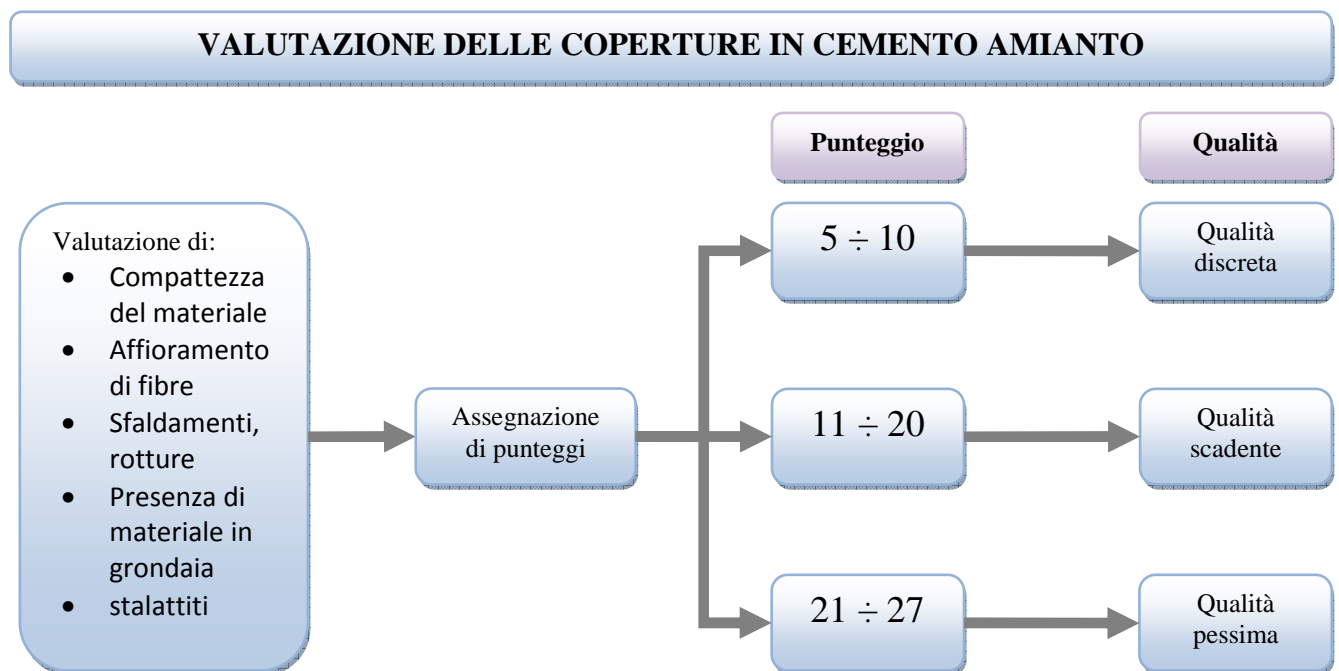 VALUTAZIONE DELLE COPERTURE IN CEMENTO AMIANTO
Punteggio
Qualità
Valutazione di:
• Compattezza
del materiale
• Affioramento
di fibre
• Sfaldamenti,
rotture
• Presenza di
materiale in
grondaia
• stalattiti
Assegnazione
di punteggi
5 ÷ 10
Qualità
discreta
11 ÷ 20
Qualità
scadente
21 ÷ 27
Qualità
pessima